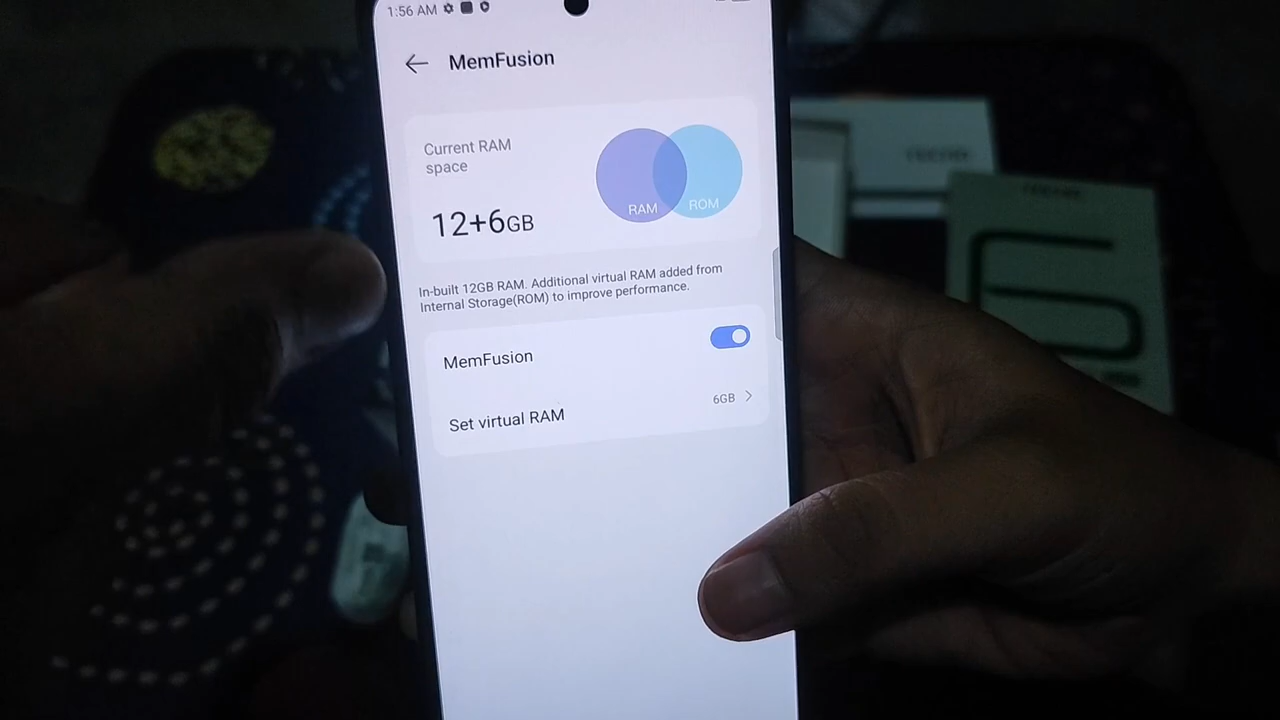 1:56 AM
MemFusion
Current RAM
space
12+6GB
RAM
ROM
In-built 12GB RAM. Additional virtual RAM added from
Internal Storage(ROM) to improve performance.
MemFusion
Set virtual RAM
6GB